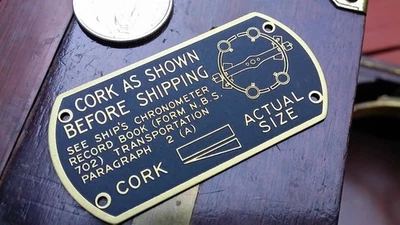 CORK AS SHOWN
BEFORE SHIPPING
SEE SHIP'S CHRONOMETER
RECORD BOOK (FORM N.B.S.
702) TRANSPORTATION
PARAGRAPH 2 (A)
CORK
ACTUAL
SIZE